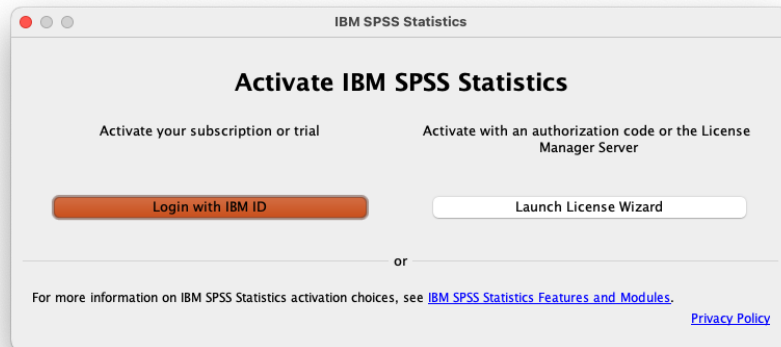 IBM SPSS Statistics
Activate IBM SPSS Statistics
Activate your subscription or trial
Activate with an authorization code or the License
Manager Server
Login with IBM ID
Launch License Wizard
or
For more information on IBM SPSS Statistics activation choices, see IBM SPSS Statistics Features and Modules.
Privacy Policy